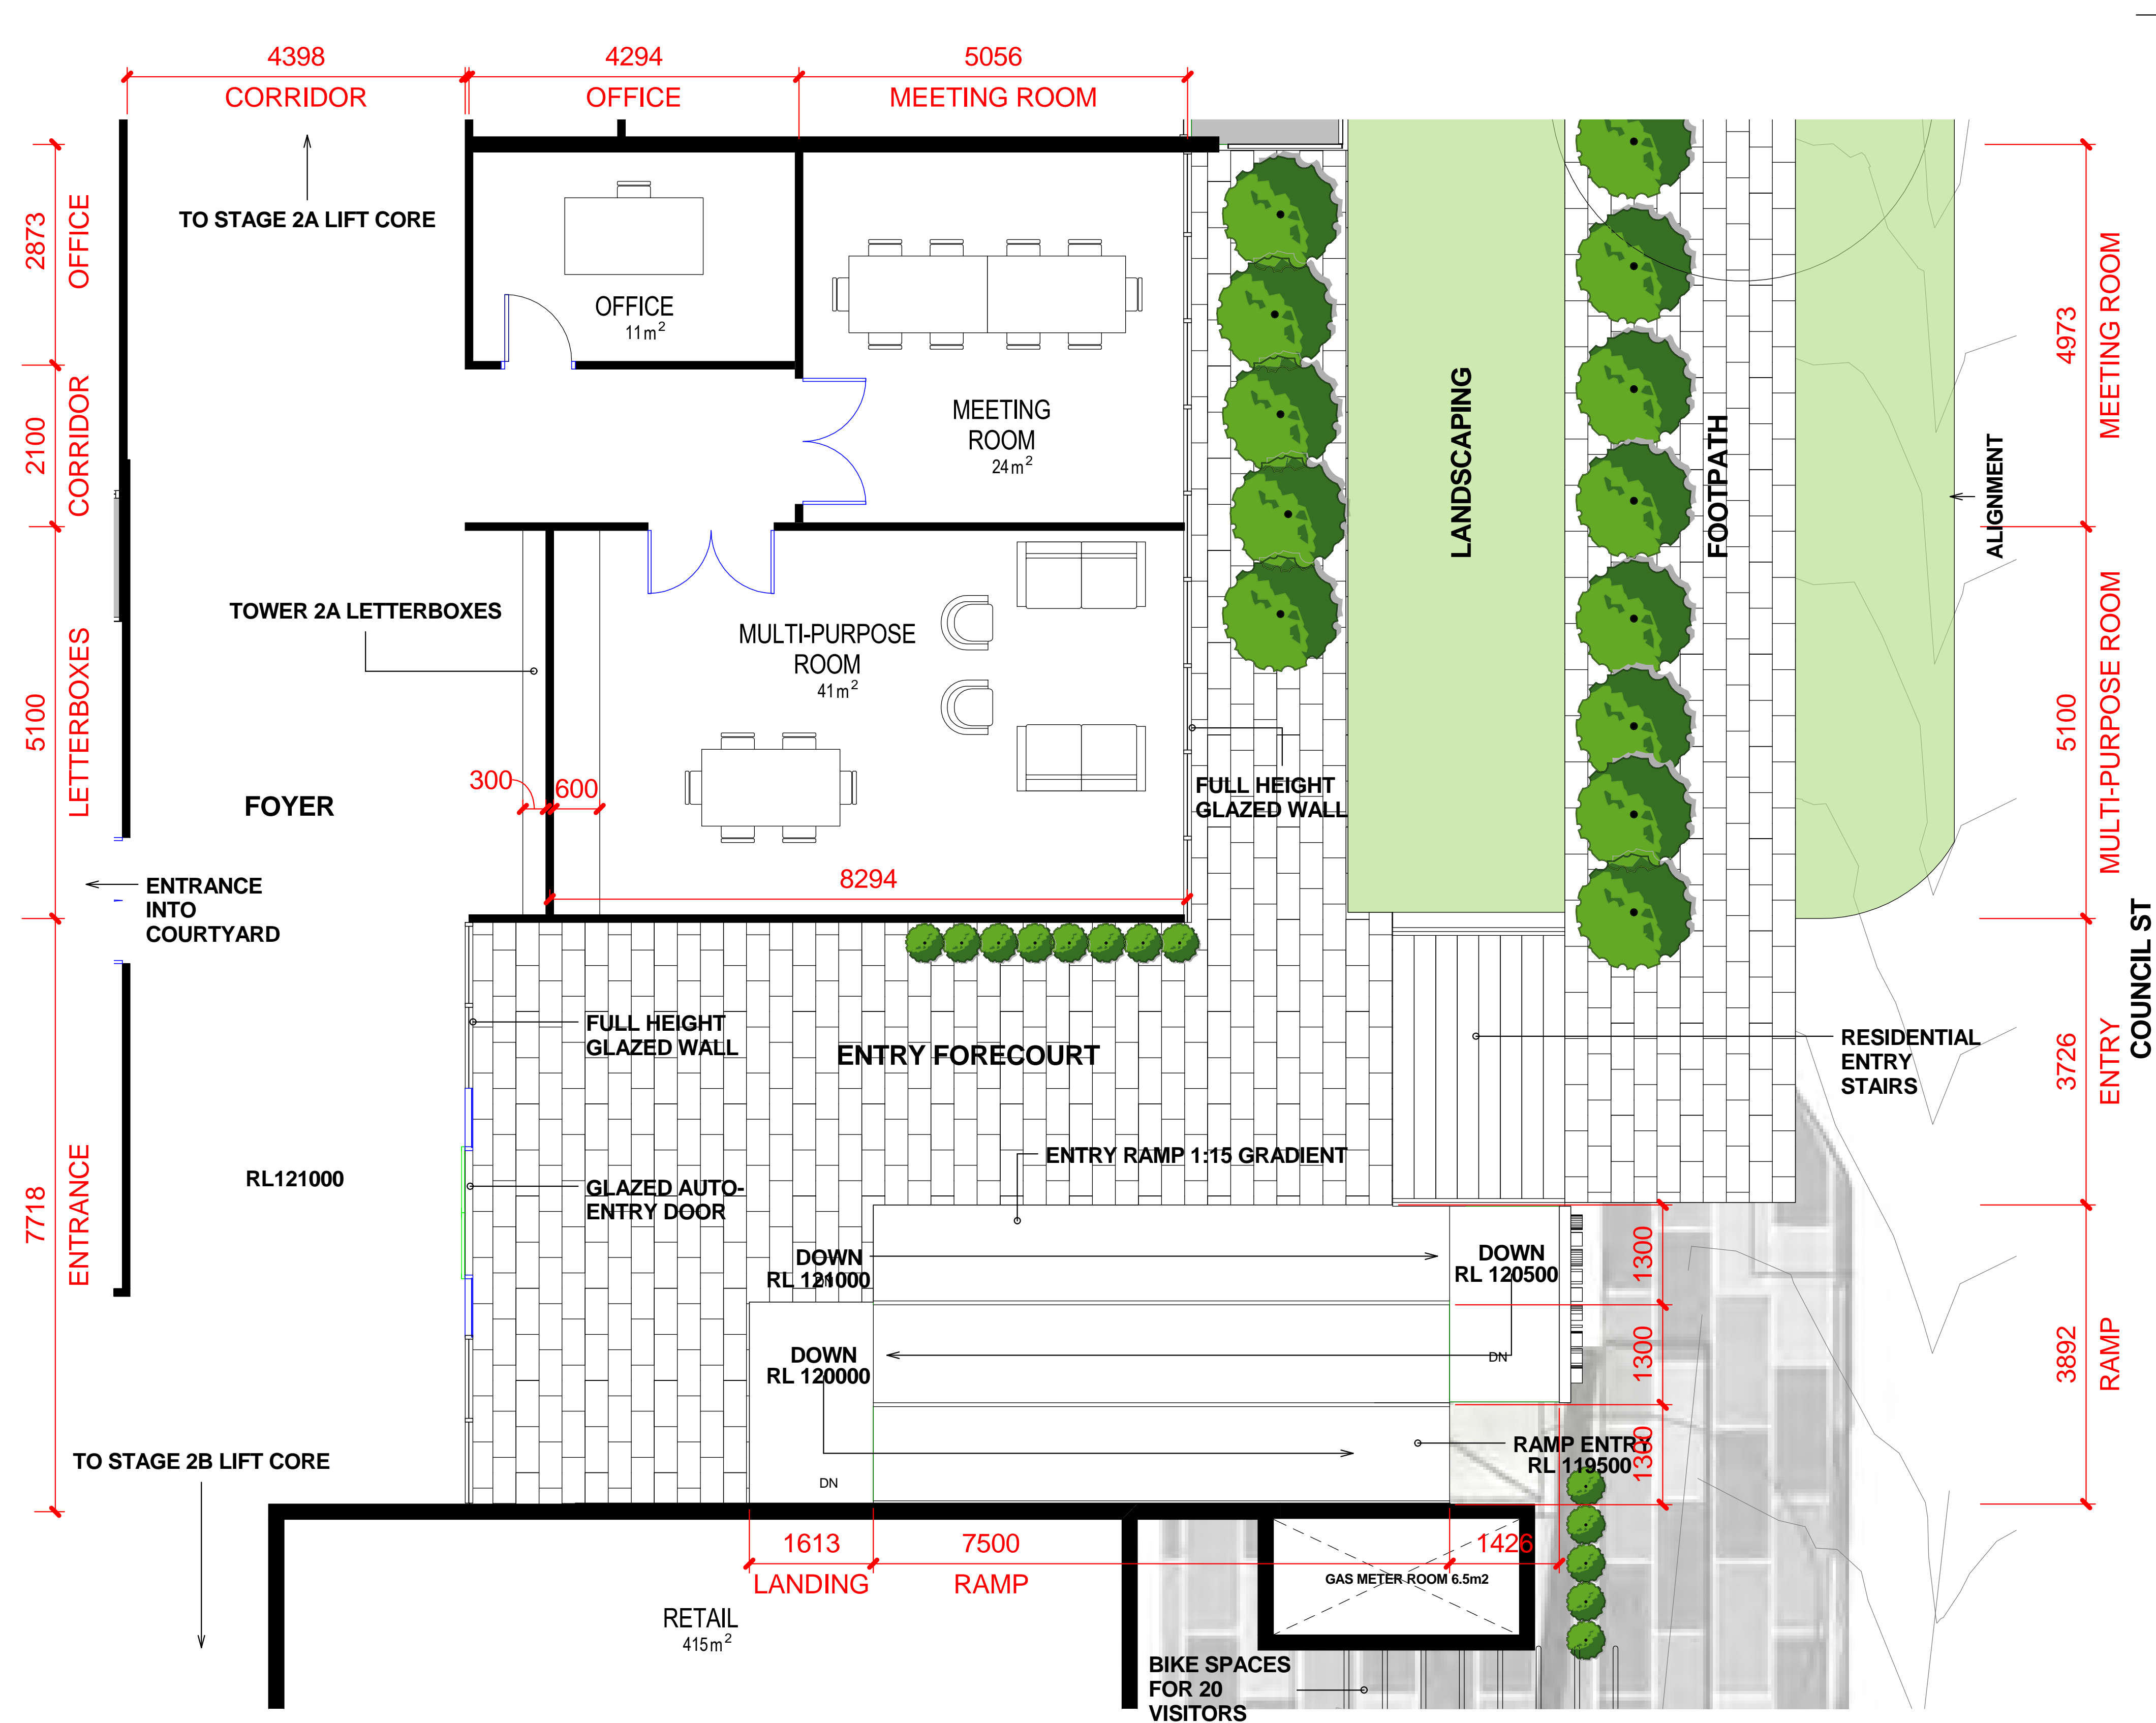 4398
CORRIDOR
4294
OFFICE
5056
MEETING ROOM
2873
OFFICE
2100
CORRIDOR
5100
LETTERBOXES
7718
ENTRANCE
TO STAGE 2A LIFT CORE
OFFICE
11m²
MEETING
ROOM
24m²
LANDSCAPING
FOOTPATH
ALIGNMENT
4973
MEETING ROOM
5100
MULTI-PURPOSE ROOM
3726
ENTRY
3892
RAMP
COUNCIL ST
TOWER 2A LETTERBOXES
MULTI-PURPOSE
ROOM
41m²
300
600
FOYER
FULL HEIGHT
GLAZED WALL
8294
ENTRANCE
INTO
COURTYARD
FULL HEIGHT
GLAZED WALL
ENTRY FORECOURT
RESIDENTIAL
ENTRY
STAIRS
ENTRY RAMP 1:15 GRADIENT
RL121000
GLAZED AUTO-
ENTRY DOOR
DOWN
RL 121000
DN
DOWN
RL 120500
1300
DOWN
RL 120000
DN
1300
RAMP ENTRY
RL 119500
1300
DN
TO STAGE 2B LIFT CORE
1613
LANDING
7500
RAMP
1426
GAS METER ROOM 6.5m2
RETAIL
415m²
BIKE SPACES
FOR 20
VISITORS